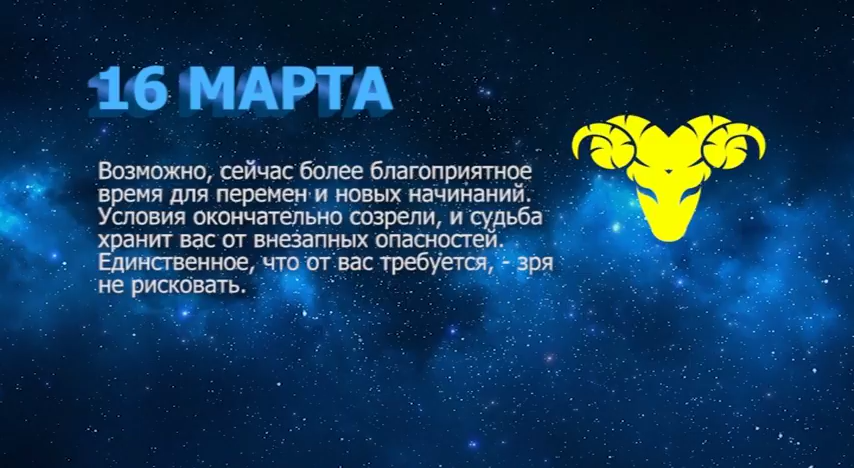 16 МАРТА
Возможно, сейчас более благоприятное
время для перемен и новых начинаний.
Условия окончательно созрели, и судьба
хранит вас от внезапных опасностей.
Единственное, что от вас требуется, - зря
не рисковать.